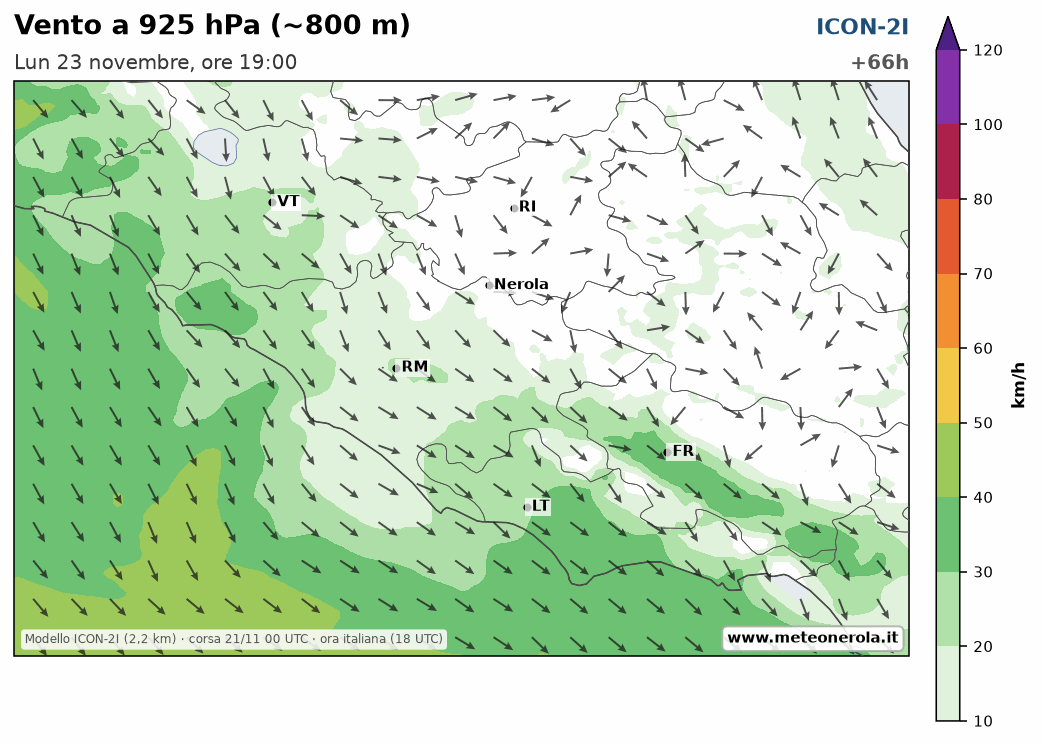 Vento a 925 hPa (~800 m)
ICON-2I
Lun 23 novembre, ore 19:00
+66h
VT
RI
Nerola
RM
FR
LT
Modello ICON-2I (2,2 km) · corsa 21/11 00 UTC · ora italiana (18 UTC)
www.meteonerola.it
120
100
80
70
60
50
40
30
20
10
km/h